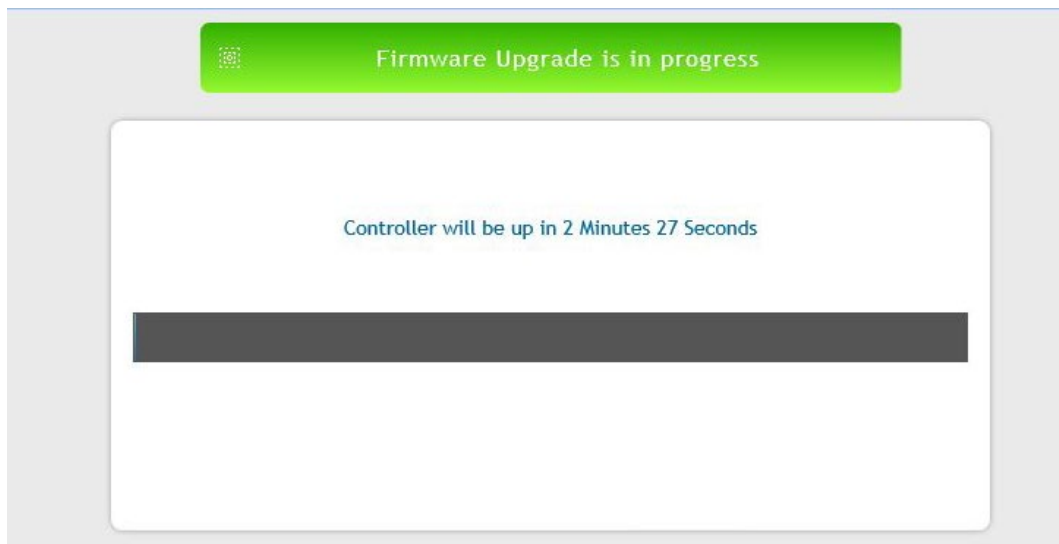 Firmware Upgrade is in progress
Controller will be up in 2 Minutes 27 Seconds